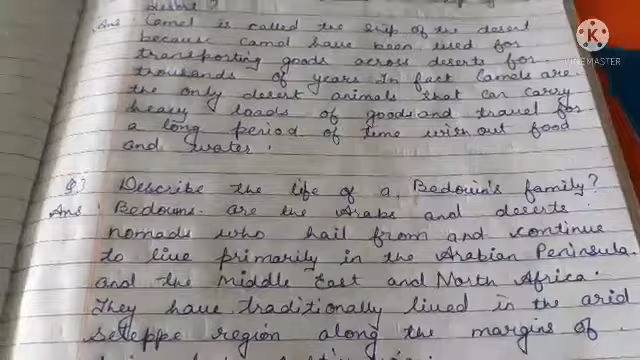 desert ?
Ans Camel is called the ship of the desert
because camel have been used for
transporting goods across deserts for
thousands of years. In fact Camels are
the only desert animals that can carry
heavy loads of goods and travel for
a long period of time without food
and water.
Q) Describe the life of a Bedouin's family?
Ans. Bedouins are the Arabs and deserts
nomads who hail from and continue
to live primarily in the Arabian Peninsula
and the Middle East and North Africa.
They have traditionally lived in the arid
steteppe region along the margins of
KINEMASTER